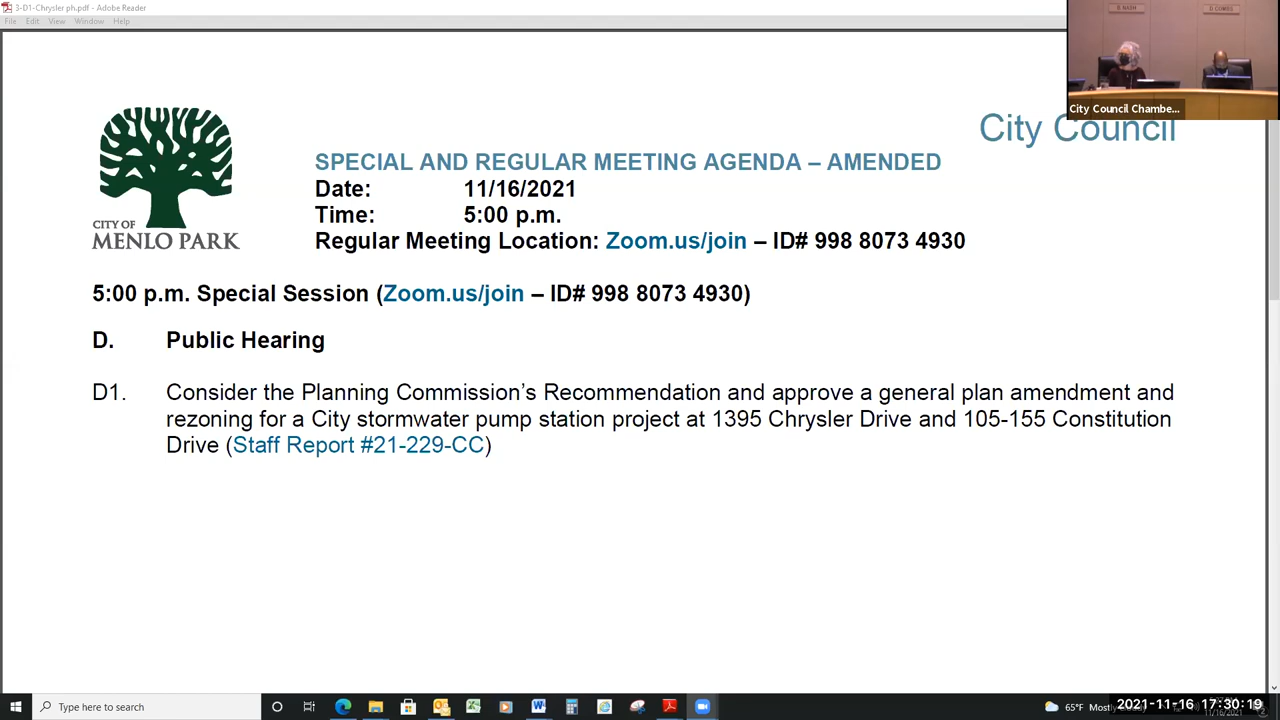 3-D1-Chrysler ph.pdf - Adobe Reader
File Edit View Window Help
D COMBS
City Council Chambe...
City Council
CITY OF
MENLO PARK
SPECIAL AND REGULAR MEETING AGENDA – AMENDED
Date: 11/16/2021
Time: 5:00 p.m.
Regular Meeting Location: Zoom.us/join – ID# 998 8073 4930
5:00 p.m. Special Session (Zoom.us/join – ID# 998 8073 4930)
D. Public Hearing
D1. Consider the Planning Commission’s Recommendation and approve a general plan amendment and
rezoning for a City stormwater pump station project at 1395 Chrysler Drive and 105-155 Constitution
Drive (Staff Report #21-229-CC)
Type here to search
65°F
2021-11-16 17:30:19